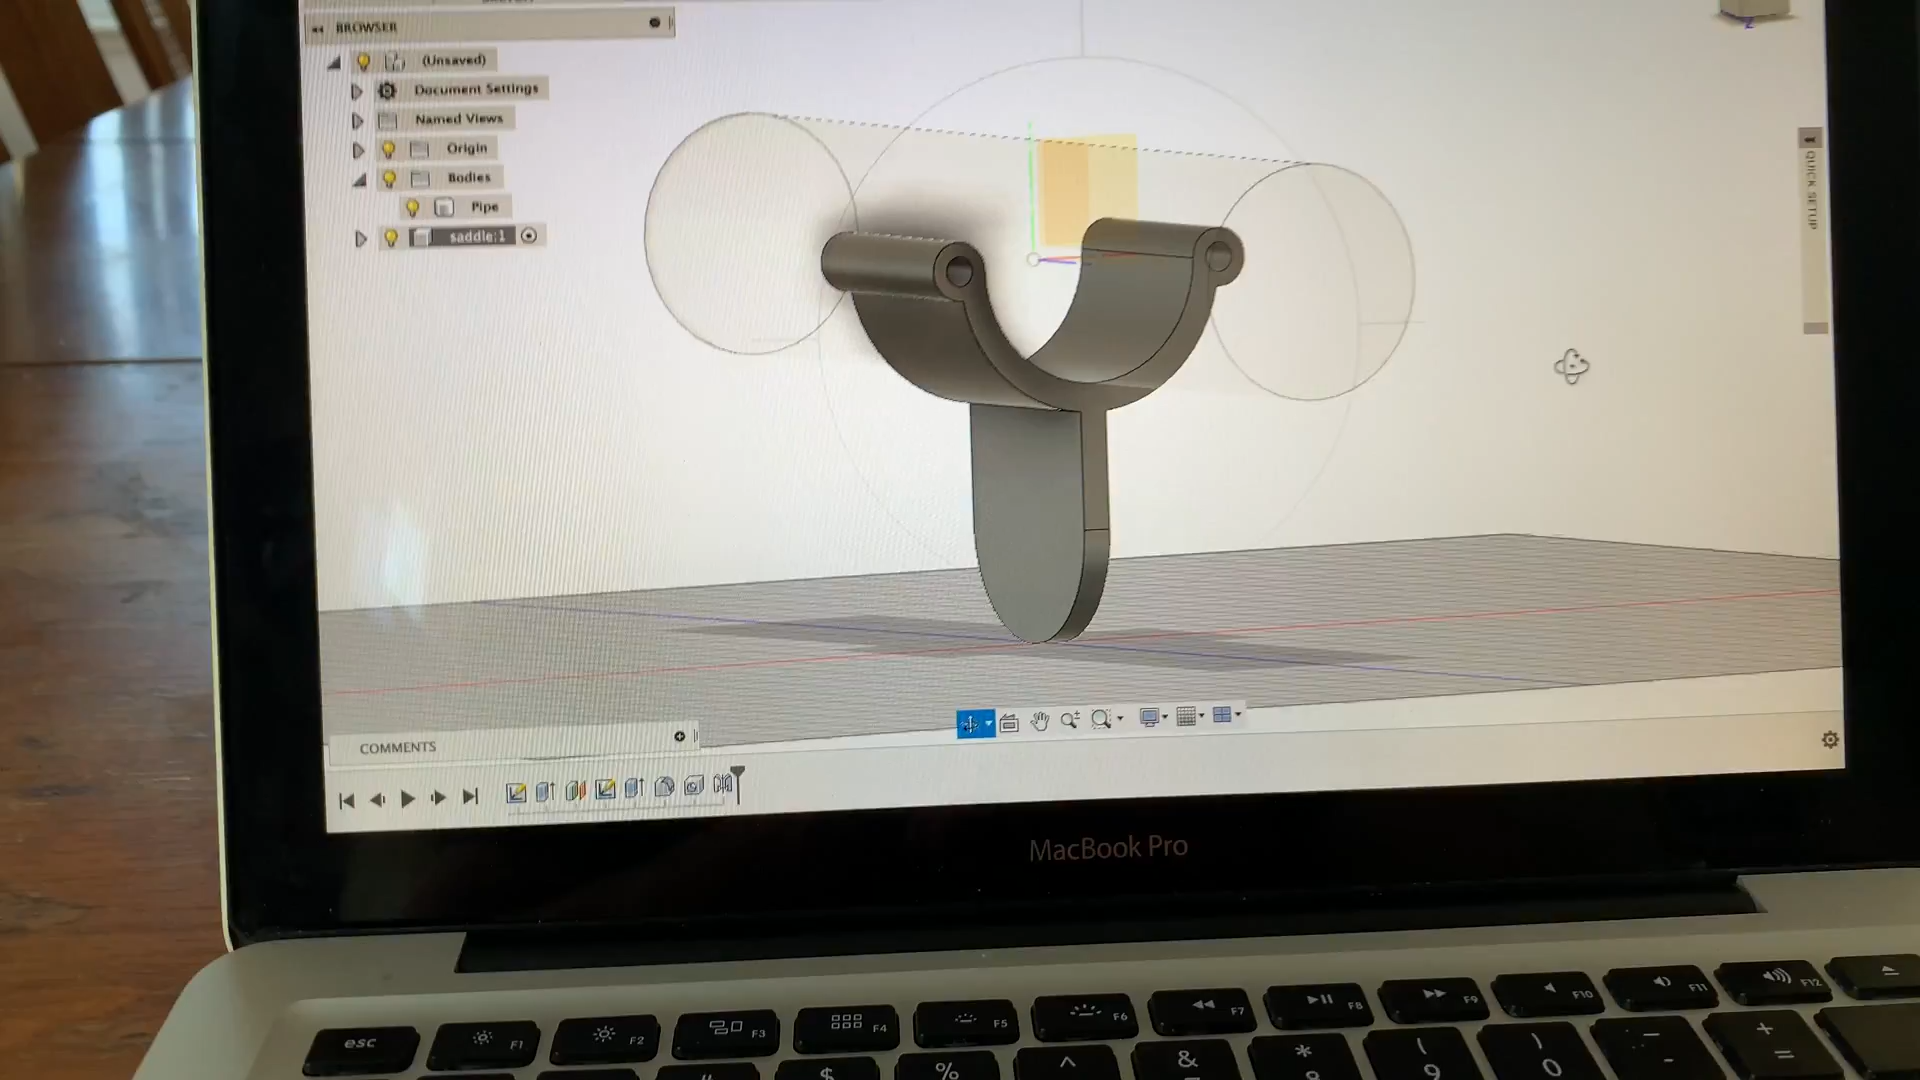 BROWSER
(Unsaved)
Document Settings
Named Views
Origin
Bodies
Pipe
saddle:1
QUICK SETUP
COMMENTS
MacBook Pro
esc
F1
F2
F3
F4
F5
F6
F7
F8
F9
F10
F11
F12
$
%
^
&
*
(
)
_
+
9
0
-
=